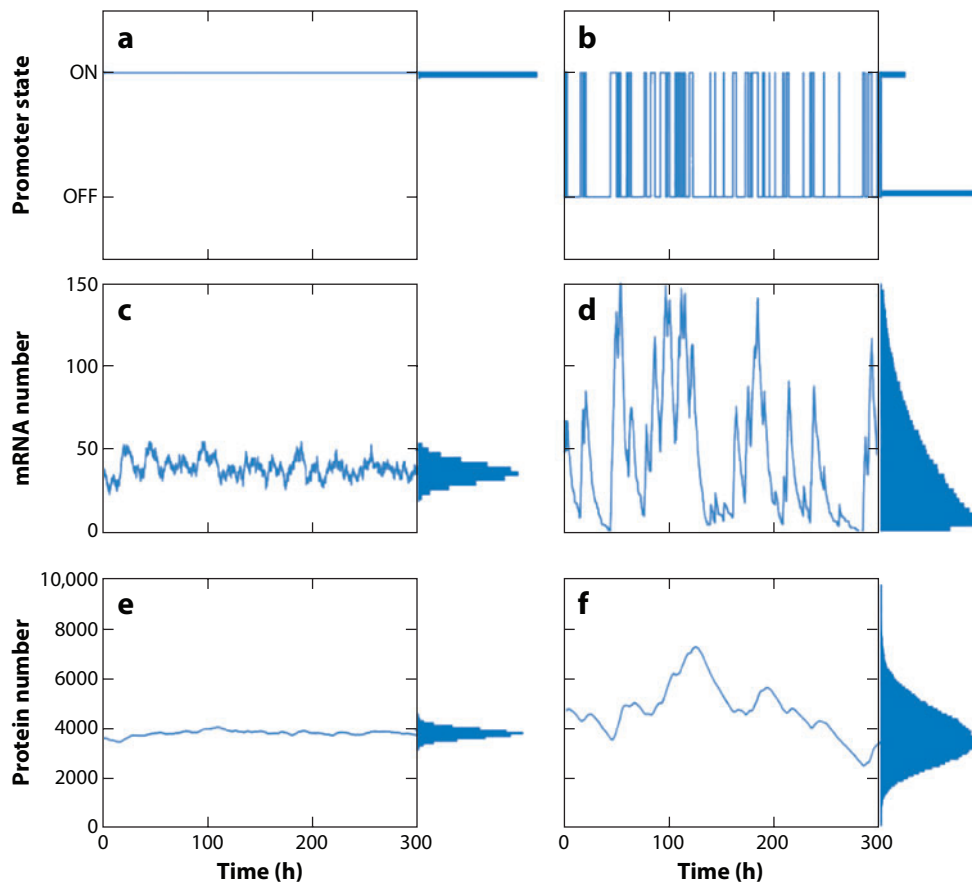 a
b
Promoter state
ON
OFF
c
d
mRNA number
150
100
50
0
e
f
Protein number
10,000
8000
6000
4000
2000
0
0
100
200
300
0
100
200
300
Time (h)
Time (h)